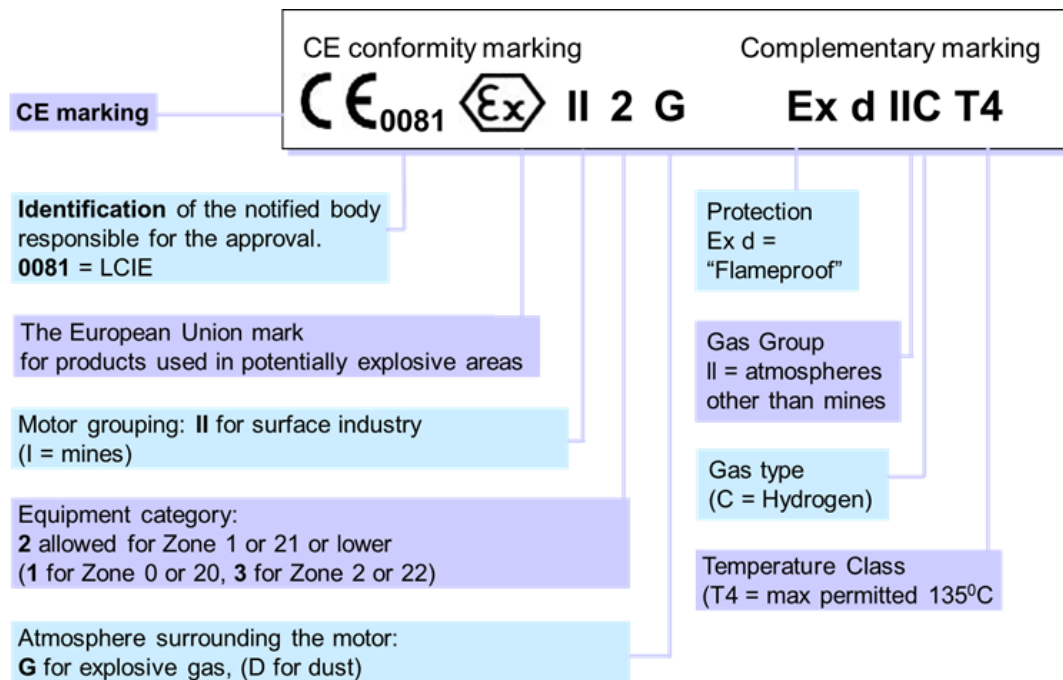 CE conformity marking
Complementary marking
CE marking
CE 0081 Ex II 2 G
Ex d IIC T4
Identification of the notified body
responsible for the approval.
0081 = LCIE
The European Union mark
for products used in potentially explosive areas
Motor grouping: II for surface industry
(I = mines)
Equipment category:
2 allowed for Zone 1 or 21 or lower
(1 for Zone 0 or 20, 3 for Zone 2 or 22)
Atmosphere surrounding the motor:
G for explosive gas, (D for dust)
Protection
Ex d =
“Flameproof”
Gas Group
II = atmospheres
other than mines
Gas type
(C = Hydrogen)
Temperature Class
(T4 = max permitted 135⁰C